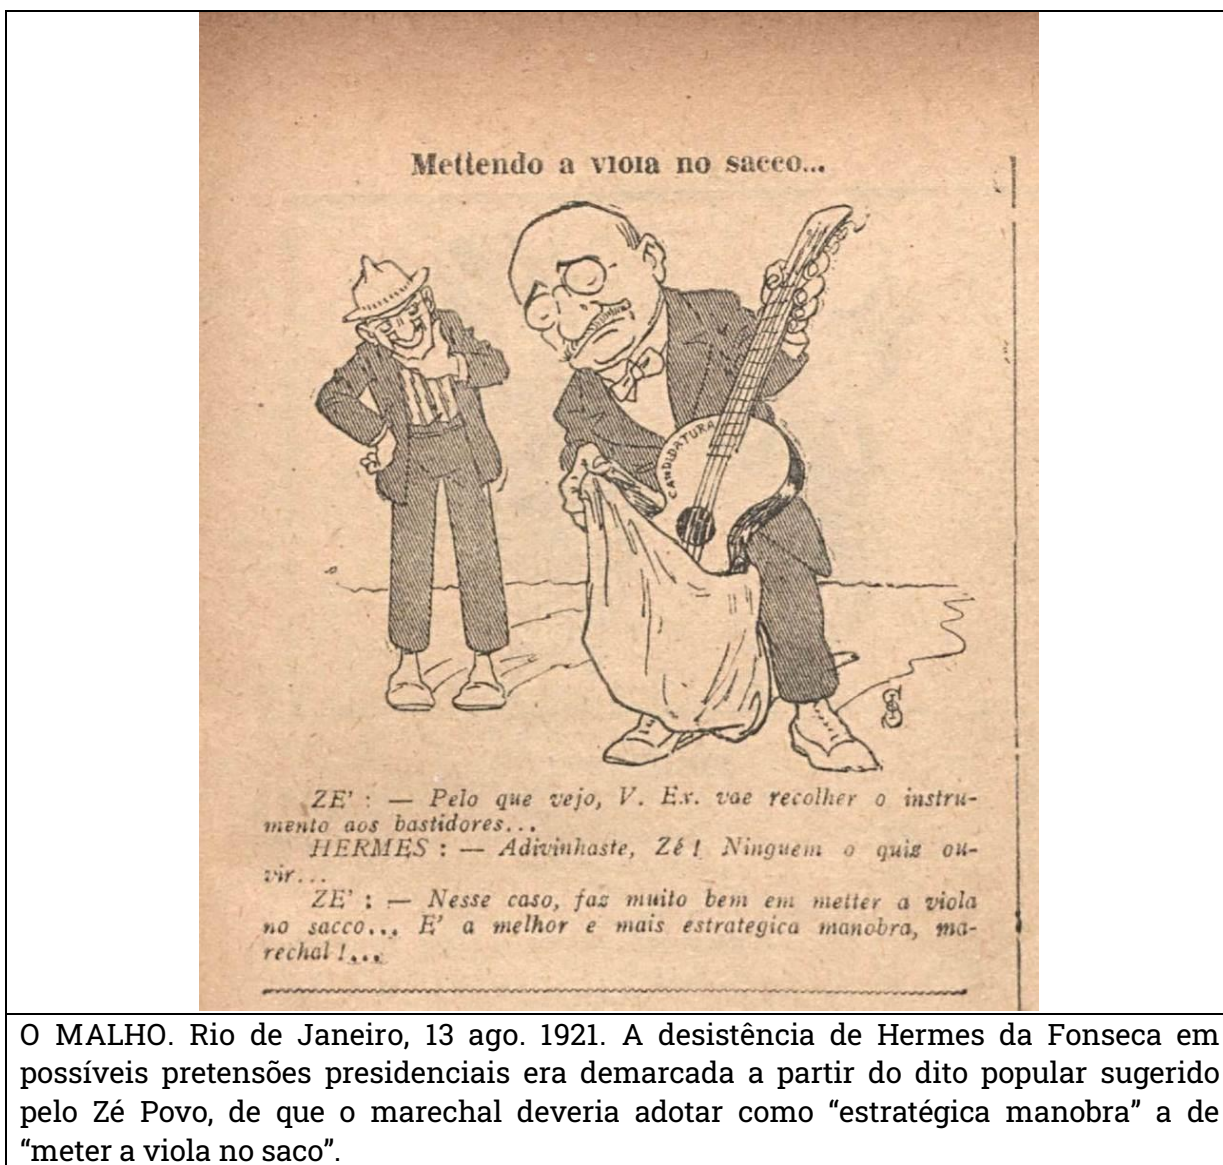 Mettendo a viola no sacco...
CANDIDATURA
ZE' : — Pelo que vejo, V. Ex. vae recolher o instru-
mento aos bastidores...
HERMES : — Adivinhaste, Zé ! Ninguem o quiz ou-
vir...
ZE' : — Nesse caso, faz muito bem em metter a viola
no sacco... E' a melhor e mais estrategica manobra, ma-
rechal !...
O MALHO. Rio de Janeiro, 13 ago. 1921. A desistência de Hermes da Fonseca em
possíveis pretensões presidenciais era demarcada a partir do dito popular sugerido
pelo Zé Povo, de que o marechal deveria adotar como “estratégica manobra” a de
“meter a viola no saco”.